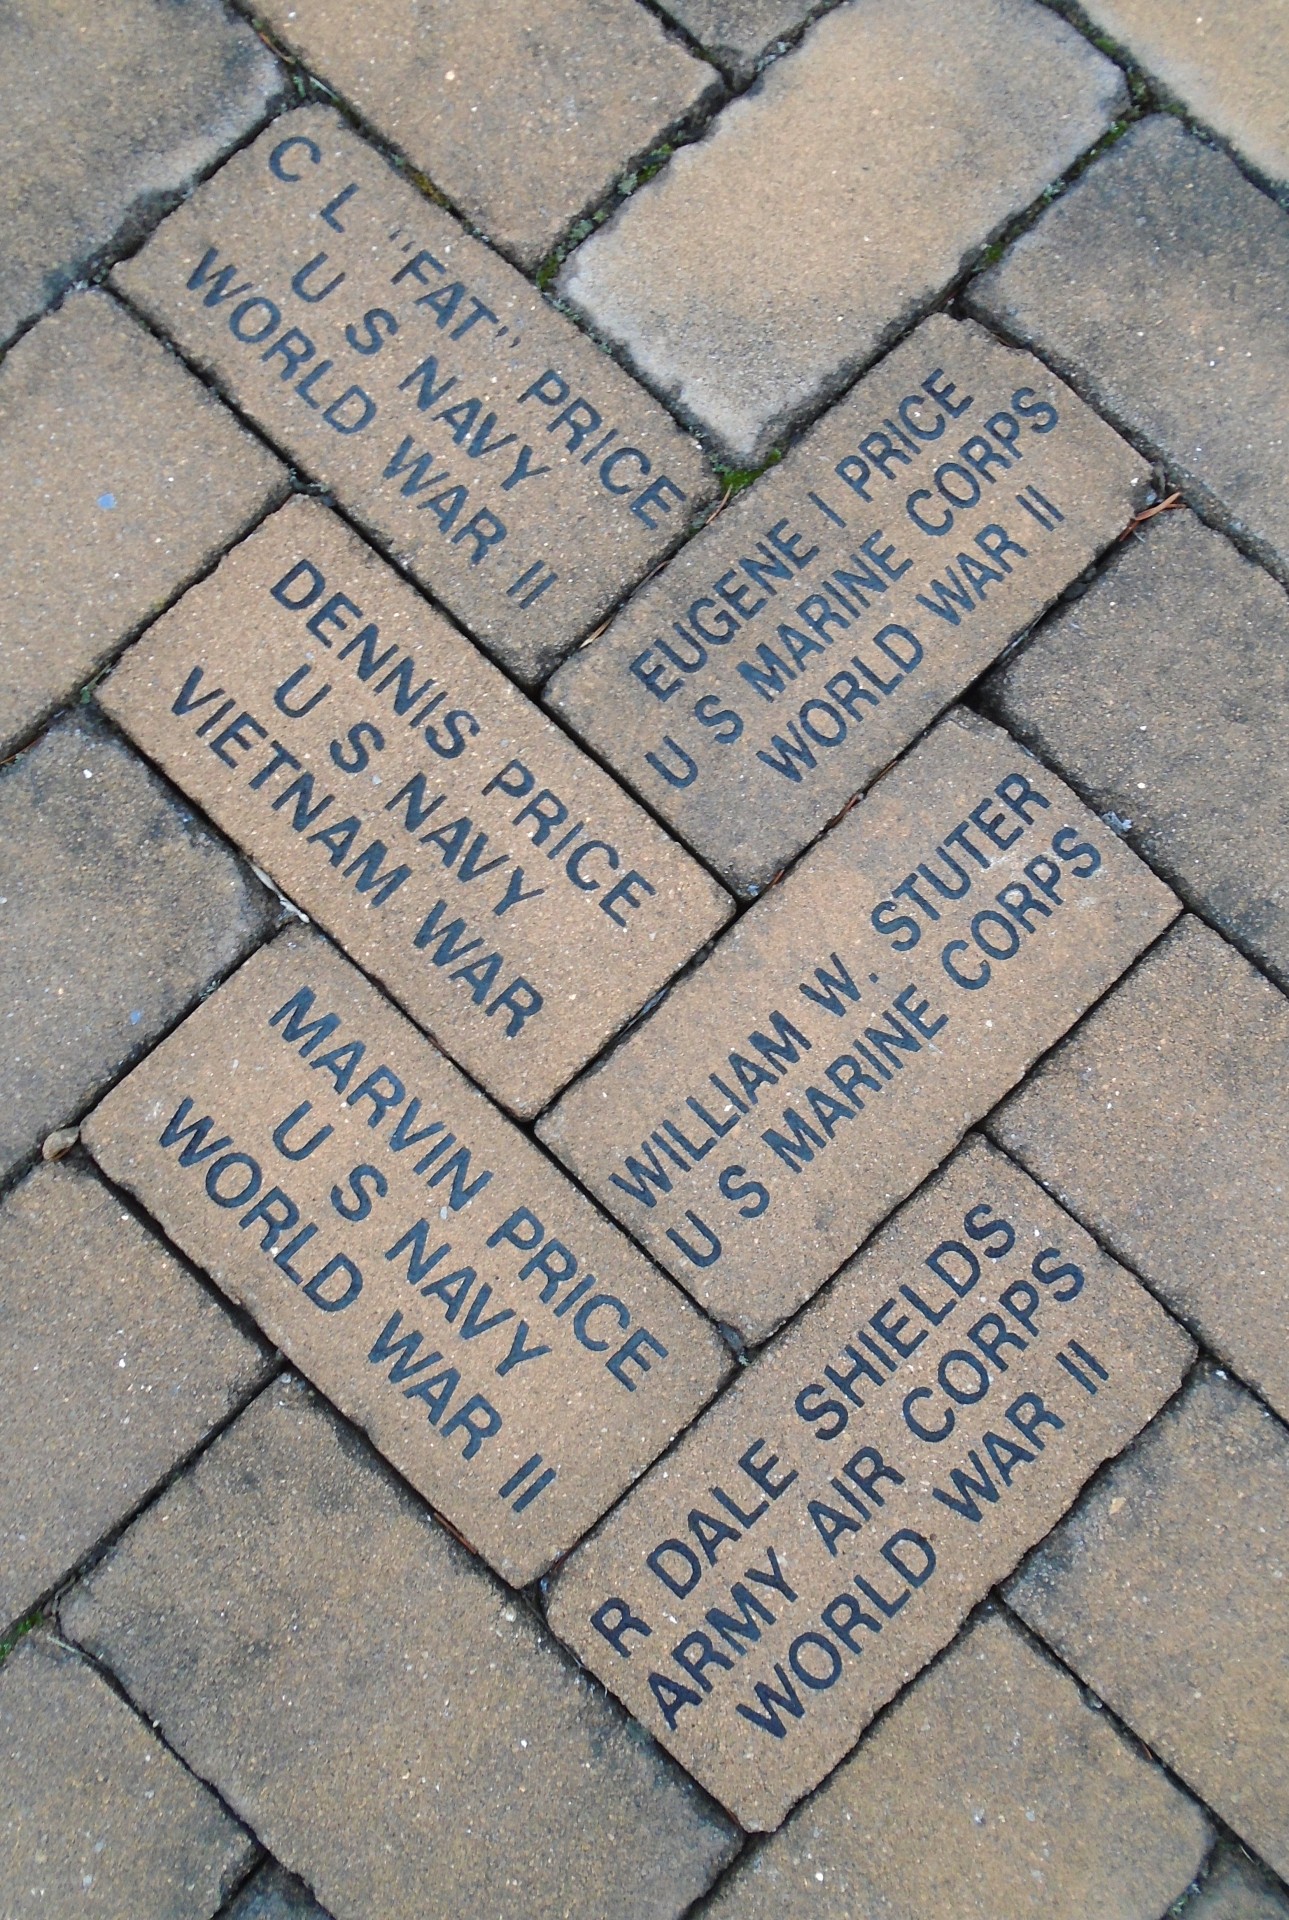 C L "FAT" PRICE
U S NAVY
WORLD WAR II
EUGENE I PRICE
U S MARINE CORPS
WORLD WAR II
DENNIS PRICE
U S NAVY
VIETNAM WAR
WILLIAM W. STUTER
U S MARINE CORPS
MARVIN PRICE
U S NAVY
WORLD WAR II
R DALE SHIELDS
ARMY AIR CORPS
WORLD WAR II